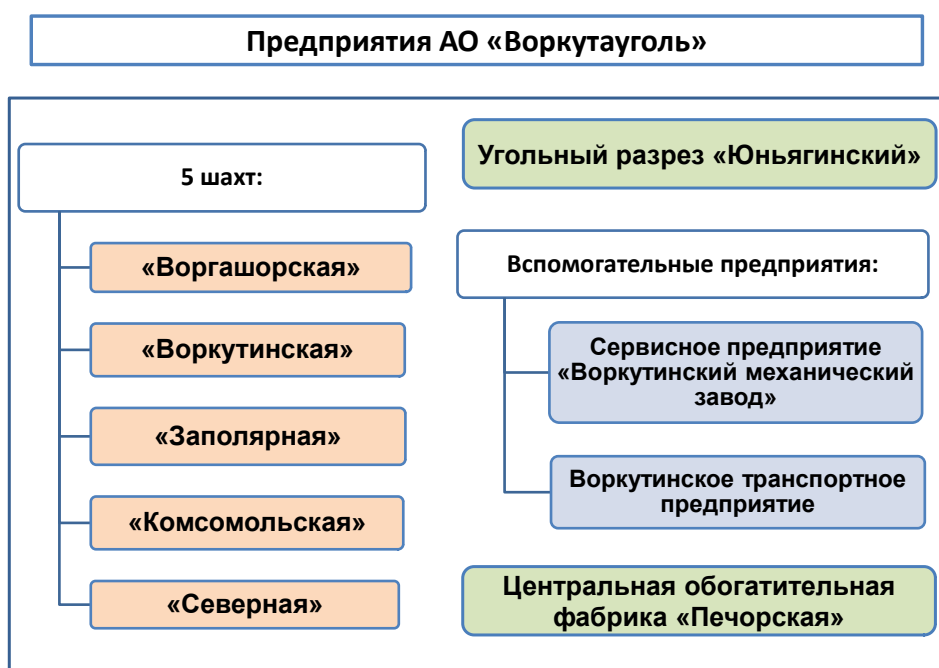 Предприятия АО «Воркутауголь»
5 шахт:
«Воргашорская»
«Воркутинская»
«Заполярная»
«Комсомольская»
«Северная»
Угольный разрез «Юньягинский»
Вспомогательные предприятия:
Сервисное предприятие
«Воркутинский механический
завод»
Воркутинское транспортное
предприятие
Центральная обогатительная
фабрика «Печорская»